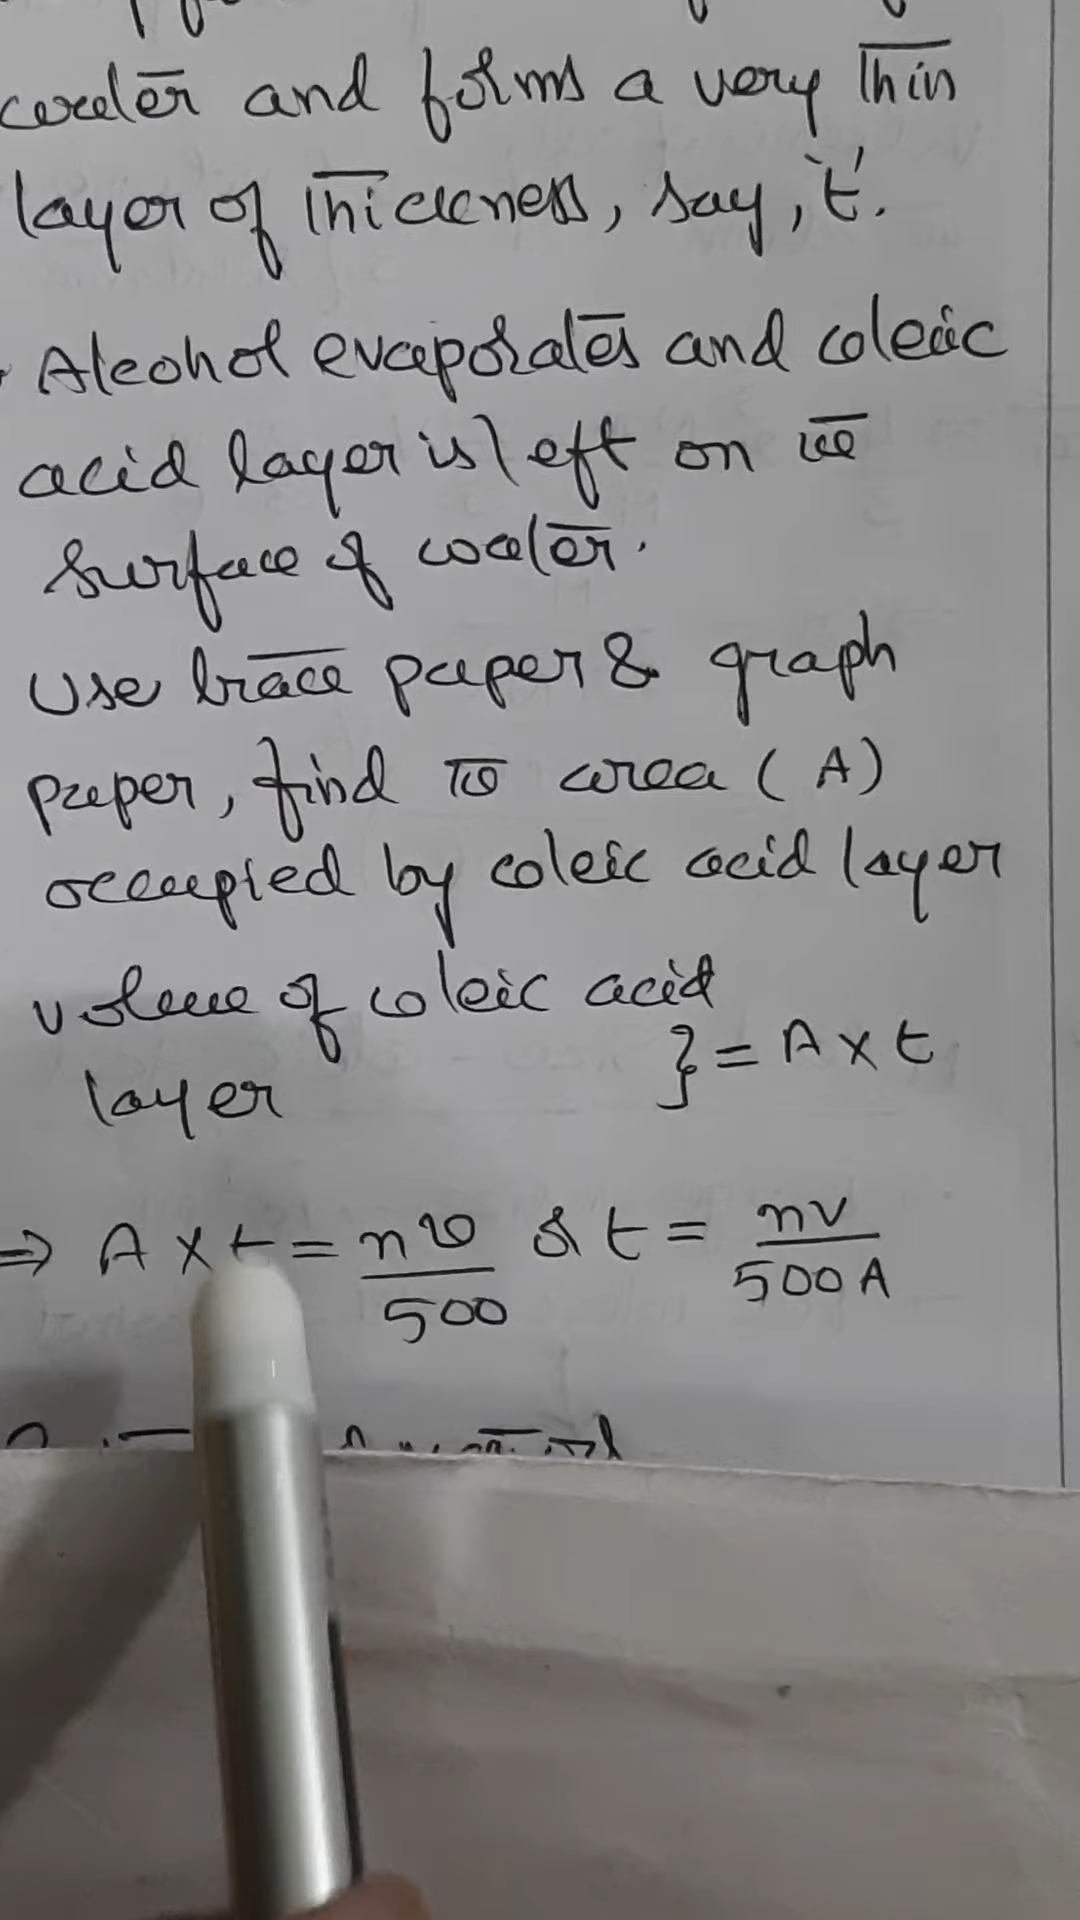 water and forms a very thin
layer of thickness, say, 't'.
Alcohol evaporates and oleic
acid layer is left on the
surface of water.
Use trace paper & graph
paper, find the area (A)
occupied by oleic acid layer
volume of oleic acid
layer } = A x t
⇒ A x t = nv/500 or t = nv/500A